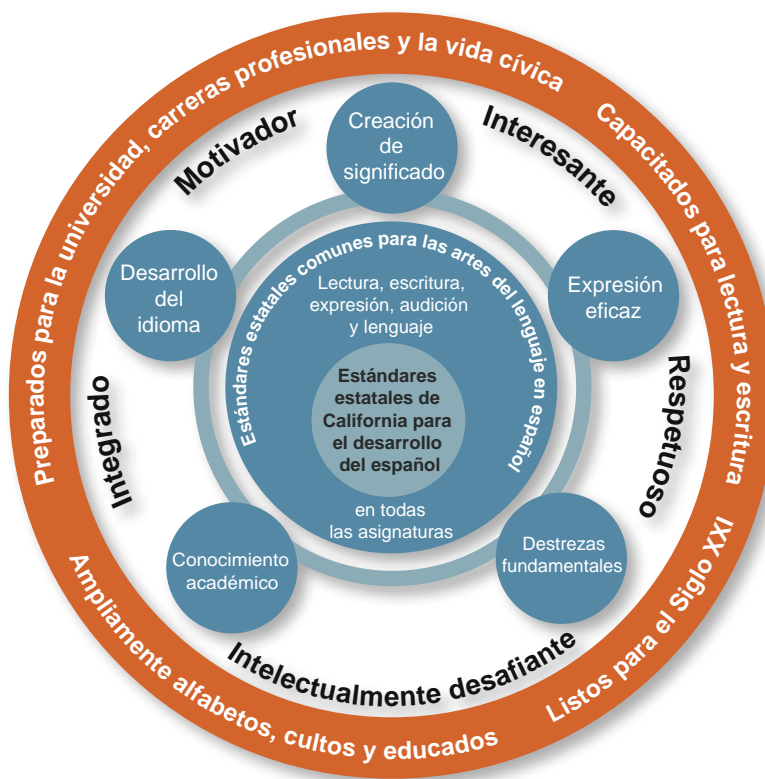 Preparados para la universidad, carreras profesionales y la vida cívica
Capacitados para lectura y escritura
Listos para el Siglo XXI
Ampliamente alfabetos, cultos y educados
Motivador
Interesante
Respetuoso
Intelectualmente desafiante
Integrado
Creación
de
significado
Expresión
eficaz
Destrezas
fundamentales
Conocimiento
académico
Desarrollo
del
idioma
Estándares estatales comunes para las artes del lenguaje en español
Lectura, escritura,
expresión, audición
y lenguaje
Estándares
estatales de
California para
el desarrollo
del español
en todas
las asignaturas